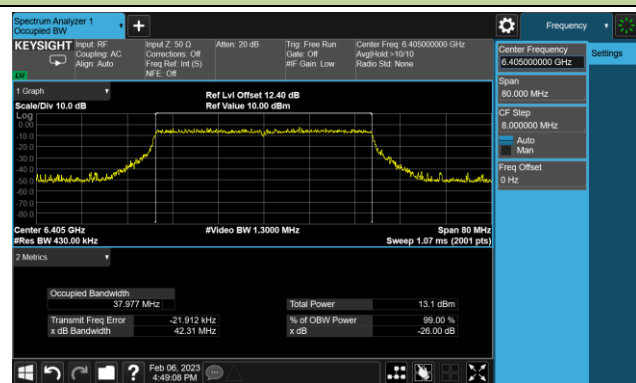 Spectrum Analyzer 1
Occupied BW
+
Frequency
KEYSIGHT
Input: RF
Coupling: AC
Align: Auto
Input Z: 50 Ω
Corrections: Off
Freq Ref: Int (S)
NFE: Off
Atten: 20 dB
Trig: Free Run
Gate: Off
#IF Gain: Low
Center Freq: 6.405000000 GHz
Avg|Hold:>10/10
Radio Std: None
LW
Center Frequency
6.405000000 GHz
Settings
Span
80.000 MHz
CF Step
8.000000 MHz
Auto
Man
Freq Offset
0 Hz
1 Graph
Scale/Div 10.0 dB
Ref Lvl Offset 12.40 dB
Ref Value 10.00 dBm
Log
0.00
-10.0
-20.0
-30.0
-40.0
-50.0
-60.0
-70.0
-80.0
Center 6.405 GHz
#Res BW 430.00 kHz
#Video BW 1.3000 MHz
Span 80 MHz
Sweep 1.07 ms (2001 pts)
2 Metrics
Occupied Bandwidth
37.977 MHz
Total Power 13.1 dBm
Transmit Freq Error -21.912 kHz
% of OBW Power 99.00 %
x dB Bandwidth 42.31 MHz
x dB -26.00 dB
?
Feb 06, 2023
4:49:08 PM